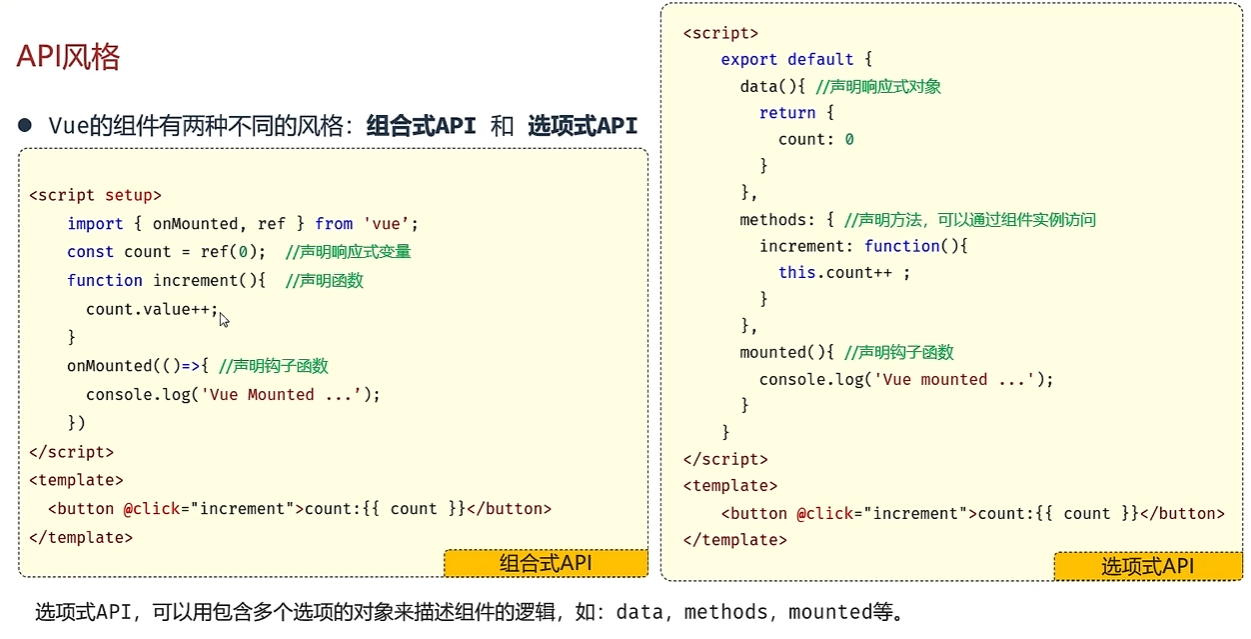 API风格
● Vue的组件有两种不同的风格：组合式API 和 选项式API
<script setup>
import { onMounted, ref } from 'vue’;
const count = ref(0); //声明响应式变量
function increment(){ //声明函数
count.value++;
}
onMounted(()=>{ //声明钩子函数
console.log('Vue Mounted ...’);
})
</script>
<template>
<button @click="increment">count:{{ count }}</button>
</template>
组合式API
<script>
export default {
data(){ //声明响应式对象
return {
count: 0
}
},
methods: { //声明方法，可以通过组件实例访问
increment: function(){
this.count++ ;
}
},
mounted(){ //声明钩子函数
console.log('Vue mounted ...');
}
}
</script>
<template>
<button @click="increment">count:{{ count }}</button>
</template>
选项式API
选项式API，可以用包含多个选项的对象来描述组件的逻辑，如：data，methods，mounted等。